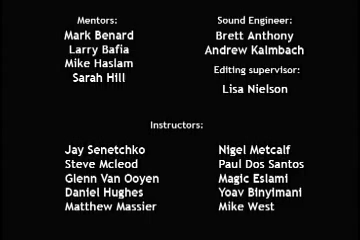 Mentors:
Mark Benard
Larry Bafia
Mike Haslam
Sarah Hill
Sound Engineer:
Brett Anthony
Andrew Kalmbach
Editing supervisor:
Lisa Nielson
Instructors:
Jay Senetchko
Steve Mcleod
Glenn Van Ooyen
Daniel Hughes
Matthew Massier
Nigel Metcalf
Paul Dos Santos
Magic Eslami
Yoav Binyimani
Mike West